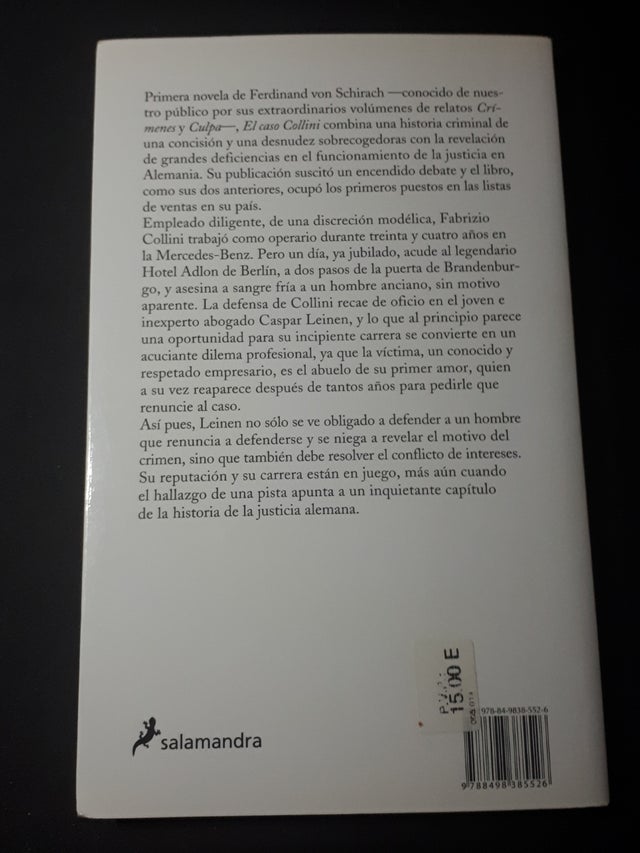 Primera novela de Ferdinand von Schirach —conocido de nues-
tro público por sus extraordinarios volúmenes de relatos Crí-
menes y Culpa—, El caso Collini combina una historia criminal de
una concisión y una desnudez sobrecogedoras con la revelación
de grandes deficiencias en el funcionamiento de la justicia en
Alemania. Su publicación suscitó un encendido debate y el libro,
como sus dos anteriores, ocupó los primeros puestos en las listas
de ventas en su país.
Empleado diligente, de una discreción modélica, Fabrizio
Collini trabajó como operario durante treinta y cuatro años en
la Mercedes-Benz. Pero un día, ya jubilado, acude al legendario
Hotel Adlon de Berlín, a dos pasos de la puerta de Brandenbur-
go, y asesina a sangre fría a un hombre anciano, sin motivo
aparente. La defensa de Collini recae de oficio en el joven e
inexperto abogado Caspar Leinen, y lo que al principio parece
una oportunidad para su incipiente carrera se convierte en un
acuciante dilema profesional, ya que la víctima, un conocido y
respetado empresario, es el abuelo de su primer amor, quien
a su vez reaparece después de tantos años para pedirle que
renuncie al caso.
Así pues, Leinen no sólo se ve obligado a defender a un hombre
que renuncia a defenderse y se niega a revelar el motivo del
crimen, sino que también debe resolver el conflicto de intereses.
Su reputación y su carrera están en juego, más aún cuando
el hallazgo de una pista apunta a un inquietante capítulo
de la historia de la justicia alemana.
15.00 E
978-84-9838-552-6
salamandra
9788498385526